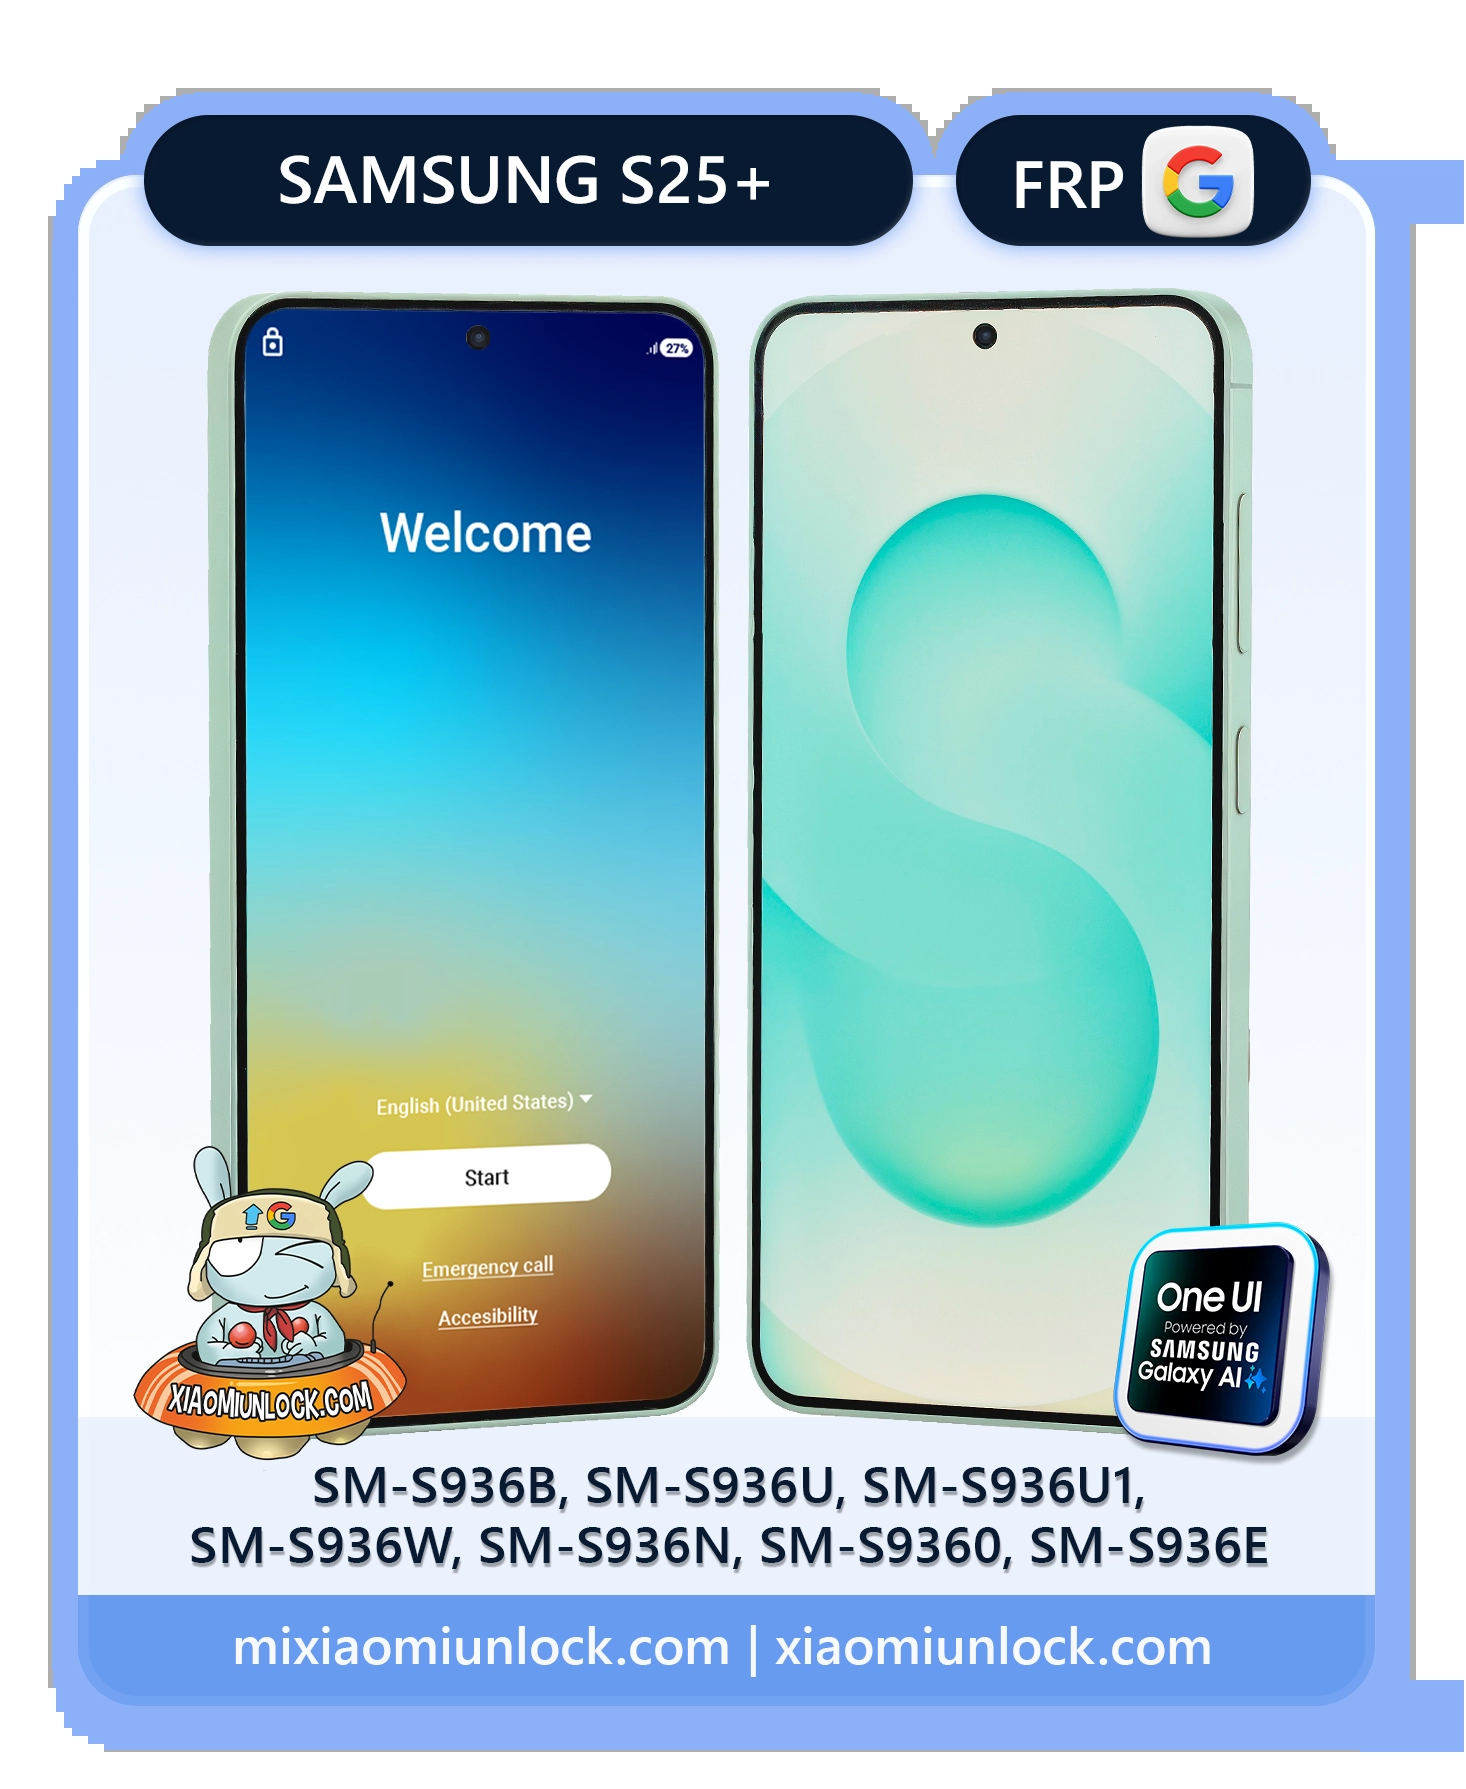 SAMSUNG S25+
FRP G
27%
Welcome
English (United States)
Start
Emergency call
Accesibility
G
XIAOMIUNLOCK.COM
One UI
Powered by
SAMSUNG
Galaxy AI
SM-S936B, SM-S936U, SM-S936U1,
SM-S936W, SM-S936N, SM-S9360, SM-S936E
mixiaomiunlock.com | xiaomiunlock.com